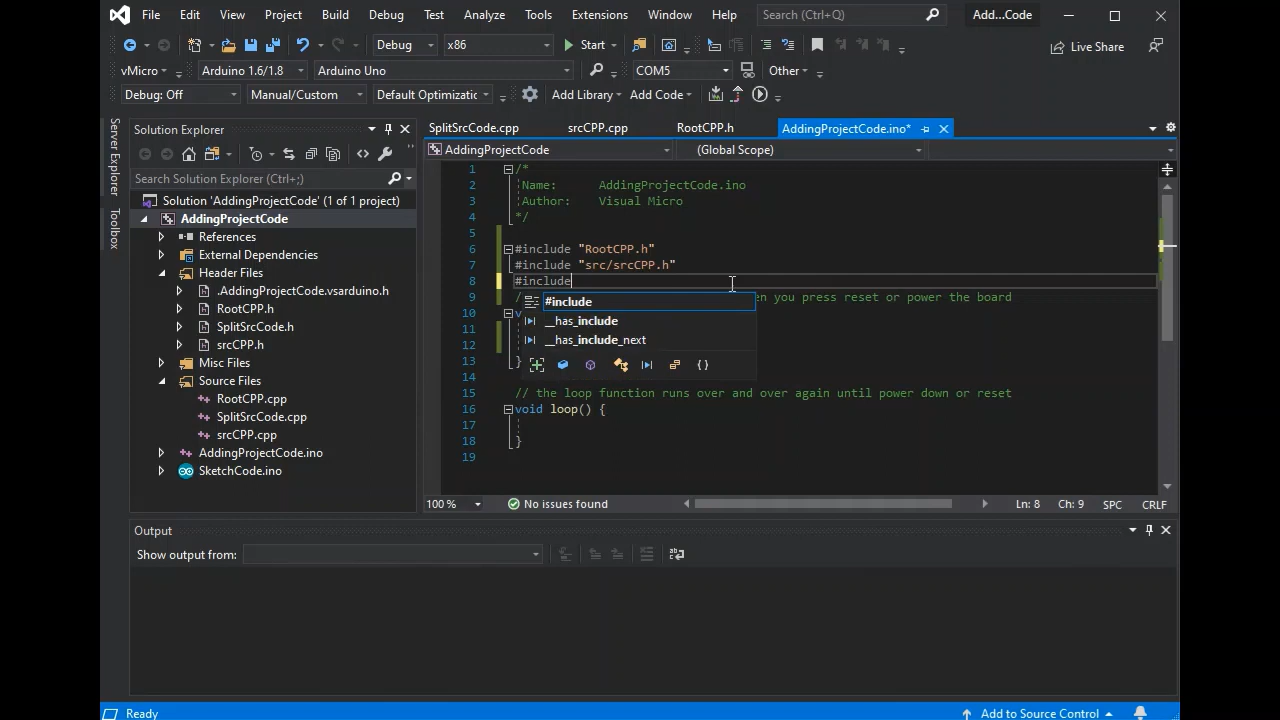 File Edit View Project Build Debug Test Analyze Tools Extensions Window Help Search (Ctrl+Q) Add...Code
Debug x86 Start Live Share
vMicro Arduino 1.6/1.8 Arduino Uno COM5 Other
Debug: Off Manual/Custom Default Optimizatic Add Library Add Code
Server Explorer
Toolbox
Solution Explorer
Search Solution Explorer (Ctrl+;)
Solution 'AddingProjectCode' (1 of 1 project)
AddingProjectCode
References
External Dependencies
Header Files
.AddingProjectCode.vsarduino.h
RootCPP.h
SplitSrcCode.h
srcCPP.h
Misc Files
Source Files
RootCPP.cpp
SplitSrcCode.cpp
srcCPP.cpp
AddingProjectCode.ino
SketchCode.ino
SplitSrcCode.cpp srcCPP.cpp RootCPP.h AddingProjectCode.ino*
AddingProjectCode (Global Scope)
1 /*
2 Name: AddingProjectCode.ino
3 Author: Visual Micro
4 */
5
6 #include "RootCPP.h"
7 #include "src/srcCPP.h"
8 #include
9 / en you press reset or power the board
10 v
11
12
13 }
14
15 // the loop function runs over and over again until power down or reset
16 void loop() {
17
18 }
19
#include
__has_include
__has_include_next
{}
100 % No issues found Ln: 8 Ch: 9 SPC CRLF
Output
Show output from:
Ready Add to Source Control